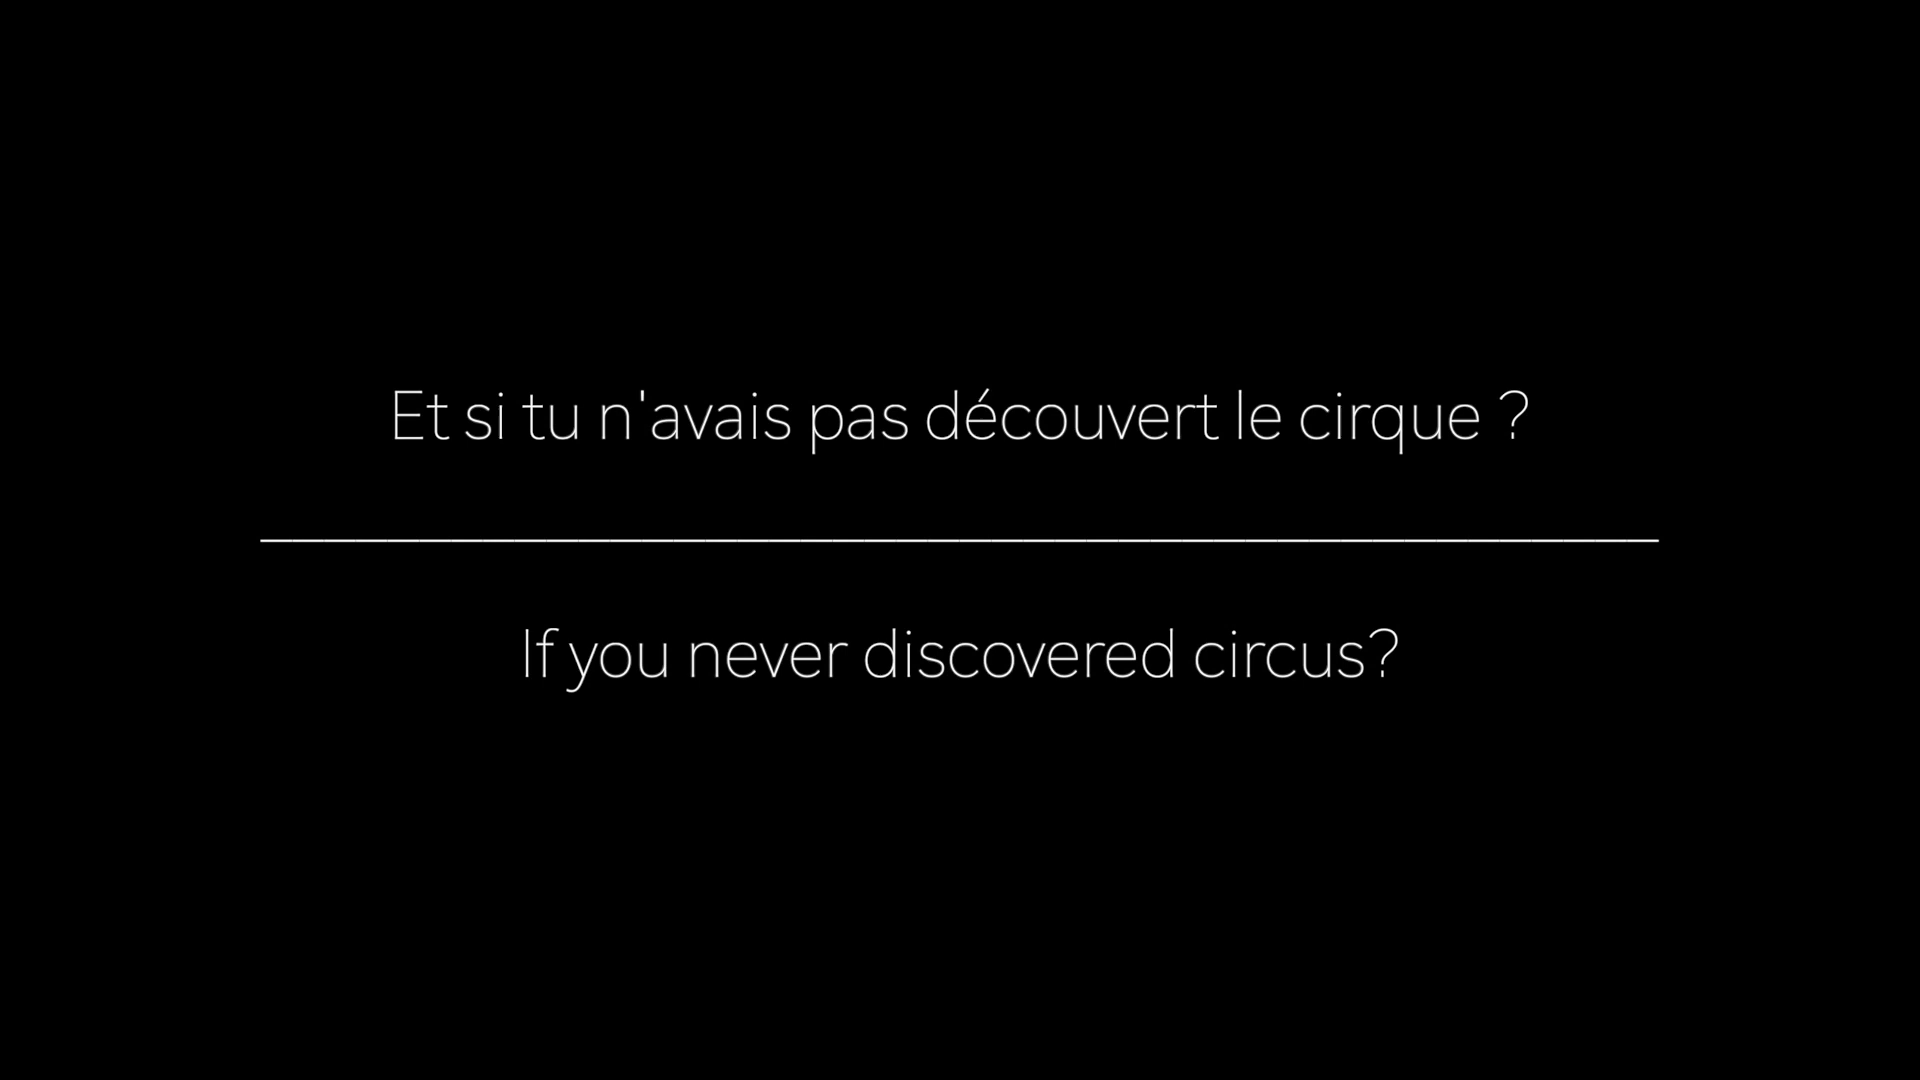 Et si tu n'avais pas découvert le cirque ?
If you never discovered circus?